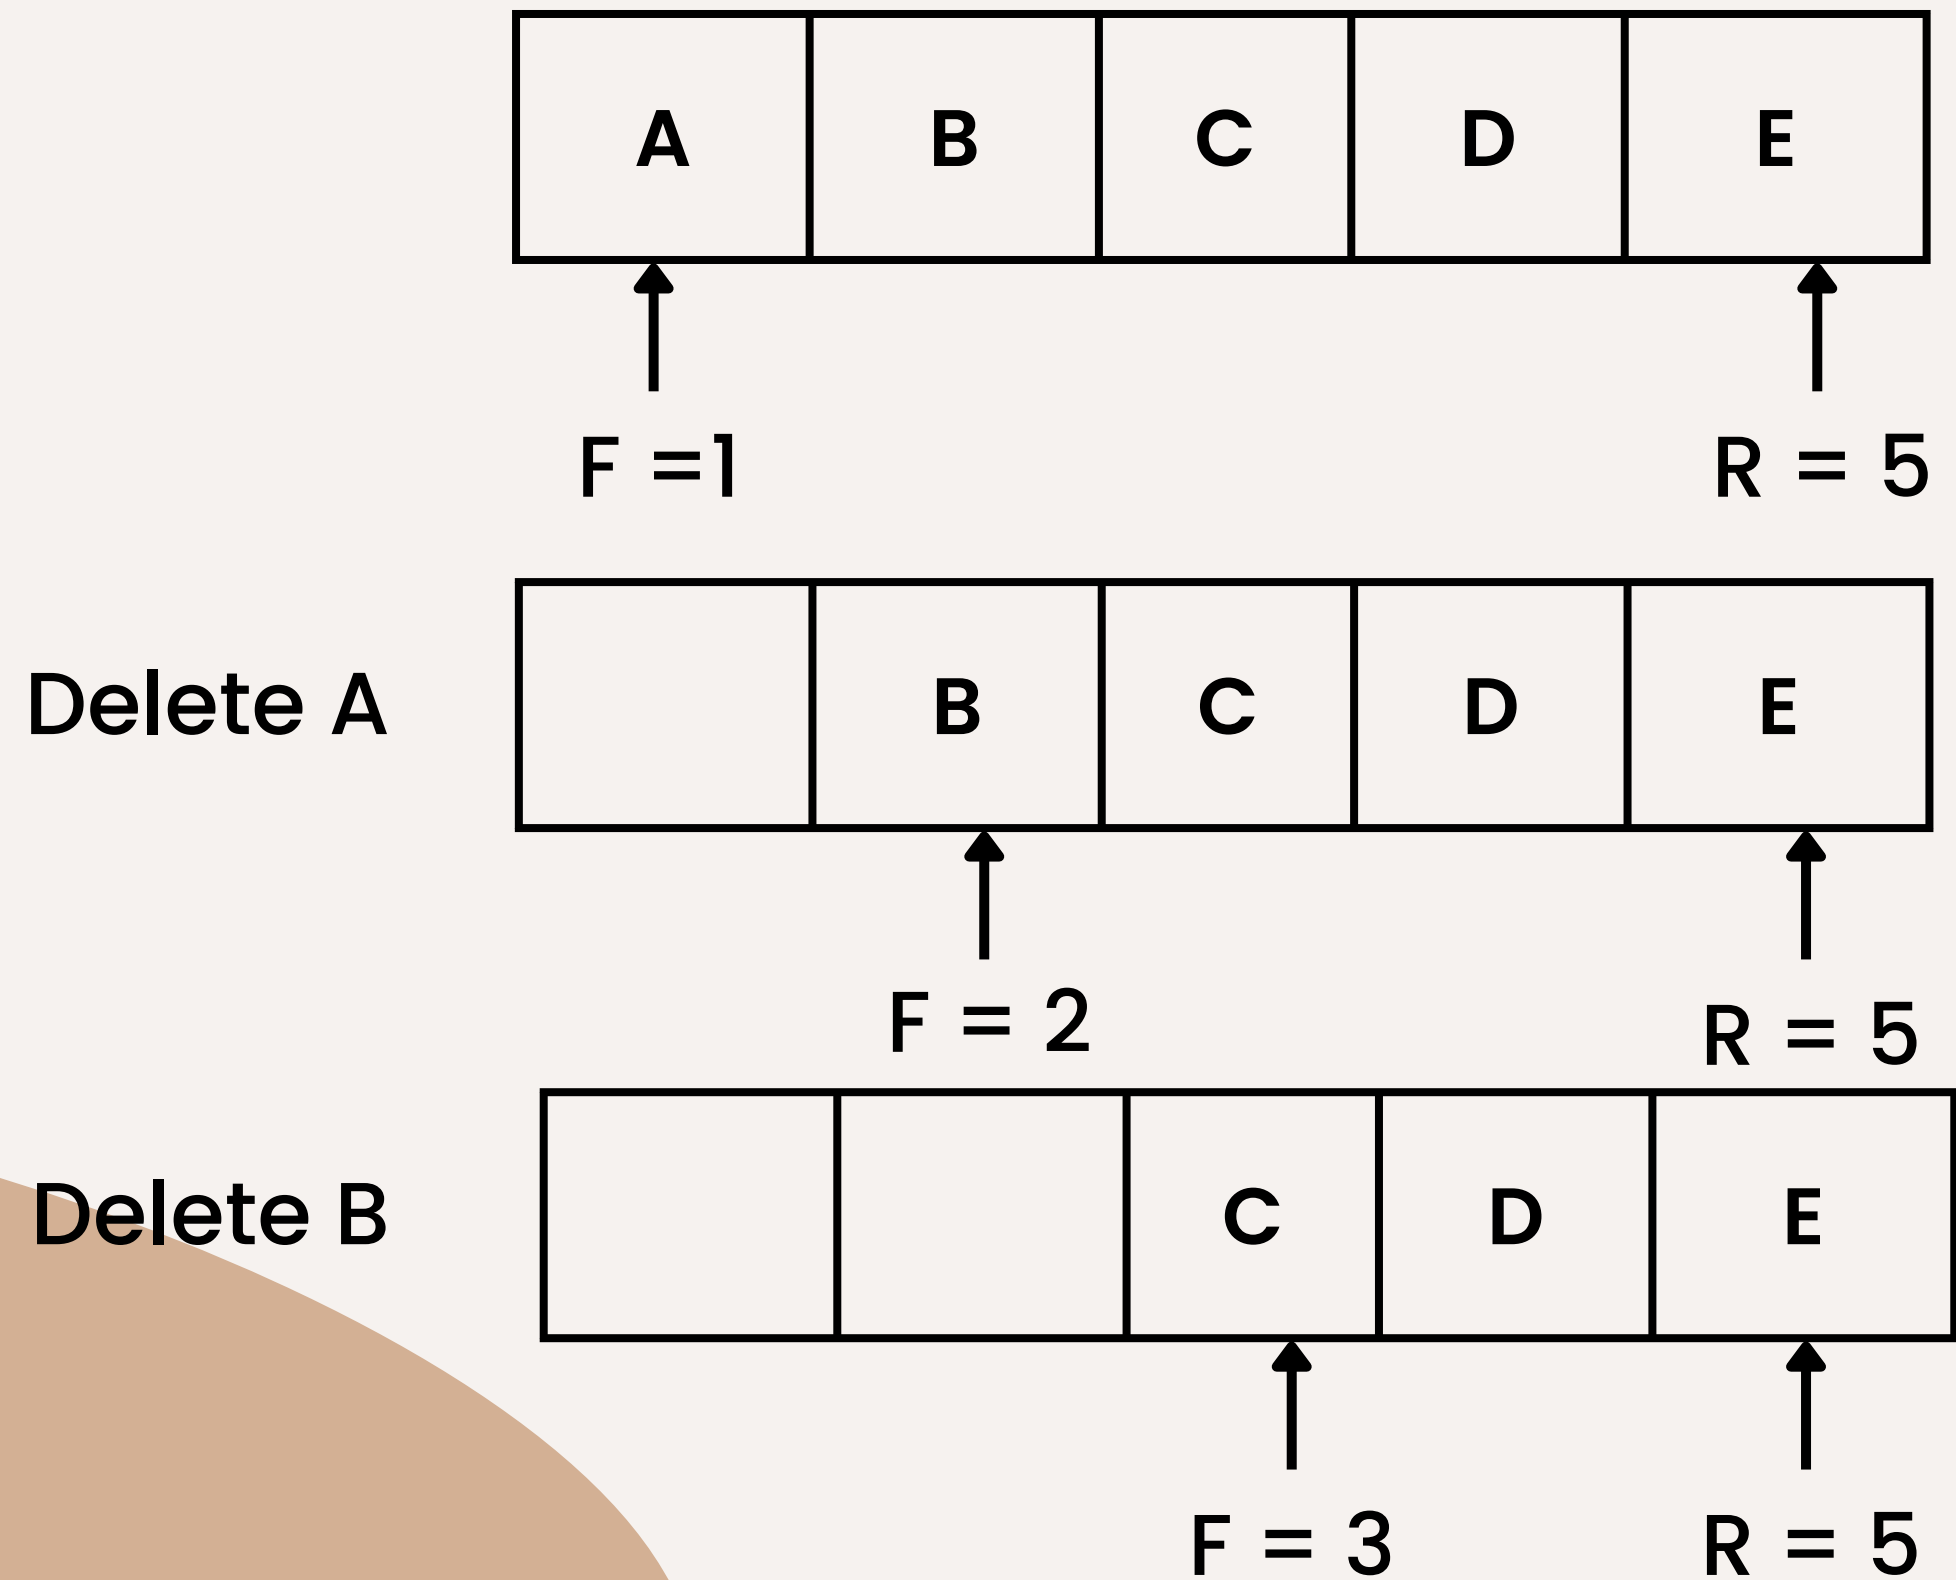 A B C D E
F =1 R = 5
Delete A B C D E
F = 2 R = 5
Delete B C D E
F = 3 R = 5